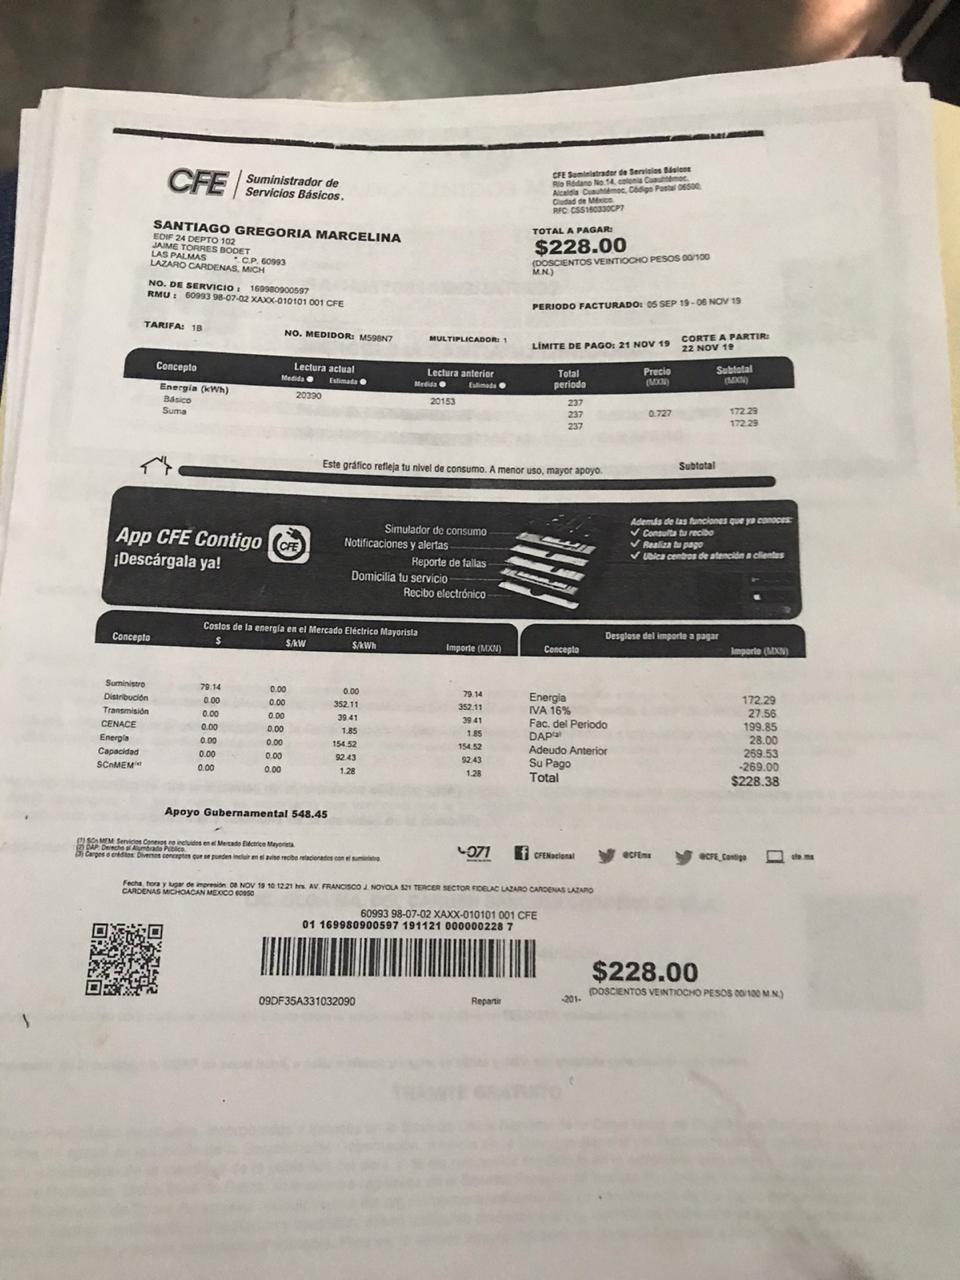 CFE Suministrador de
Servicios Básicos.
CFE Suministrador de Servicios Básicos
Río Ródano No.14, colonia Cuauhtémoc,
Alcaldía Cuauhtémoc, Código Postal 06500,
Ciudad de México.
RFC: CSS160330CP7
SANTIAGO GREGORIA MARCELINA
EDIF 24 DEPTO 102
JAIME TORRES BODET
LAS PALMAS *. C.P. 60993
LAZARO CARDENAS, MICH
TOTAL A PAGAR:
$228.00
(DOSCIENTOS VEINTIOCHO PESOS 00/100
M.N.)
NO. DE SERVICIO : 169980900597
RMU : 60993 98-07-02 XAXX-010101 001 CFE
PERIODO FACTURADO: 05 SEP 19 - 06 NOV 19
TARIFA: 1B NO. MEDIDOR: M598N7 MULTIPLICADOR: 1 LÍMITE DE PAGO: 21 NOV 19 CORTE A PARTIR:
22 NOV 19
Concepto Lectura actual Lectura anterior Total Precio Subtotal
Medida Estimada Medida Estimada periodo (MXN) (MXN)
Energía (kWh) 20390 20153 237
Básico 237 0.727 172.29
Suma 237 172.29
Este gráfico refleja tu nivel de consumo. A menor uso, mayor apoyo. Subtotal
App CFE Contigo CFE
¡Descárgala ya!
Simulador de consumo
Notificaciones y alertas
Reporte de fallas
Domicilia tu servicio
Recibo electrónico
Además de las funciones que ya conoces:
✓ Consulta tu recibo
✓ Realiza tu pago
✓ Ubica centros de atención a clientes
Costos de la energía en el Mercado Eléctrico Mayorista
Concepto $ $/kW $/kWh Importe (MXN)
Suministro 79.14 0.00 0.00 79.14
Distribución 0.00 0.00 352.11 352.11
Transmisión 0.00 0.00 39.41 39.41
CENACE 0.00 0.00 1.85 1.85
Energía 0.00 0.00 154.52 154.52
Capacidad 0.00 0.00 92.43 92.43
SCnMEM 0.00 0.00 1.28 1.28
Desglose del importe a pagar
Concepto Importe (MXN)
Energía 172.29
IVA 16% 27.56
Fac. del Periodo 199.85
DAP(2) 28.00
Adeudo Anterior 269.53
Su Pago -269.00
Total $228.38
Apoyo Gubernamental 548.45
(1) SCn MEM: Servicios Conexos no incluidos en el Mercado Eléctrico Mayorista.
(2) DAP: Derecho al Alumbrado Público.
(3) Cargos o créditos: Diversos conceptos que se pueden incluir en el aviso recibo relacionados con el suministro.
071 CFENacional @CFEmx @CFE_Contigo cfe.mx
Fecha, hora y lugar de impresión: 08 NOV 19 10:12:21 hrs. AV. FRANCISCO J. NOYOLA 521 TERCER SECTOR FIDELAC LAZARO CARDENAS LAZARO
CARDENAS MICHOACAN MEXICO 60950
60993 98-07-02 XAXX-010101 001 CFE
01 169980900597 191121 000000228 7
$228.00
(DOSCIENTOS VEINTIOCHO PESOS 00/100 M.N.)
09DF35A331032090 Repartir -201-
TRAMITE GRATUITO